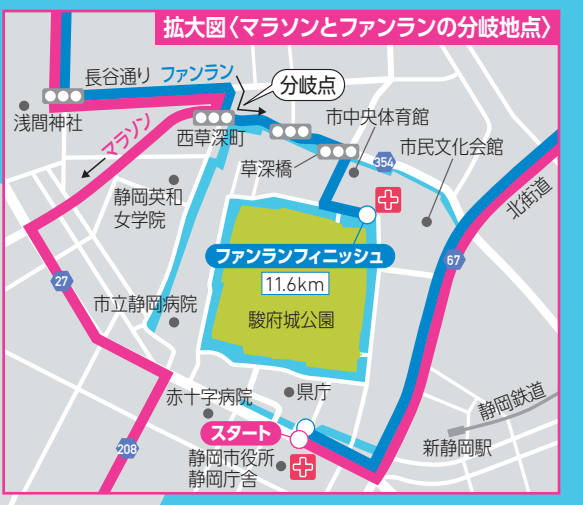 拡大図〈マラソンとファンランの分岐地点〉
長谷通り
ファンラン
分岐点
浅間神社
マラソン
西草深町
市中央体育館
草深橋
354
市民文化会館
静岡英和
女学院
北街道
ファンランフィニッシュ
67
27
11.6km
市立静岡病院
駿府城公園
赤十字病院
県庁
静岡鉄道
スタート
新静岡駅
208
静岡市役所
静岡庁舎